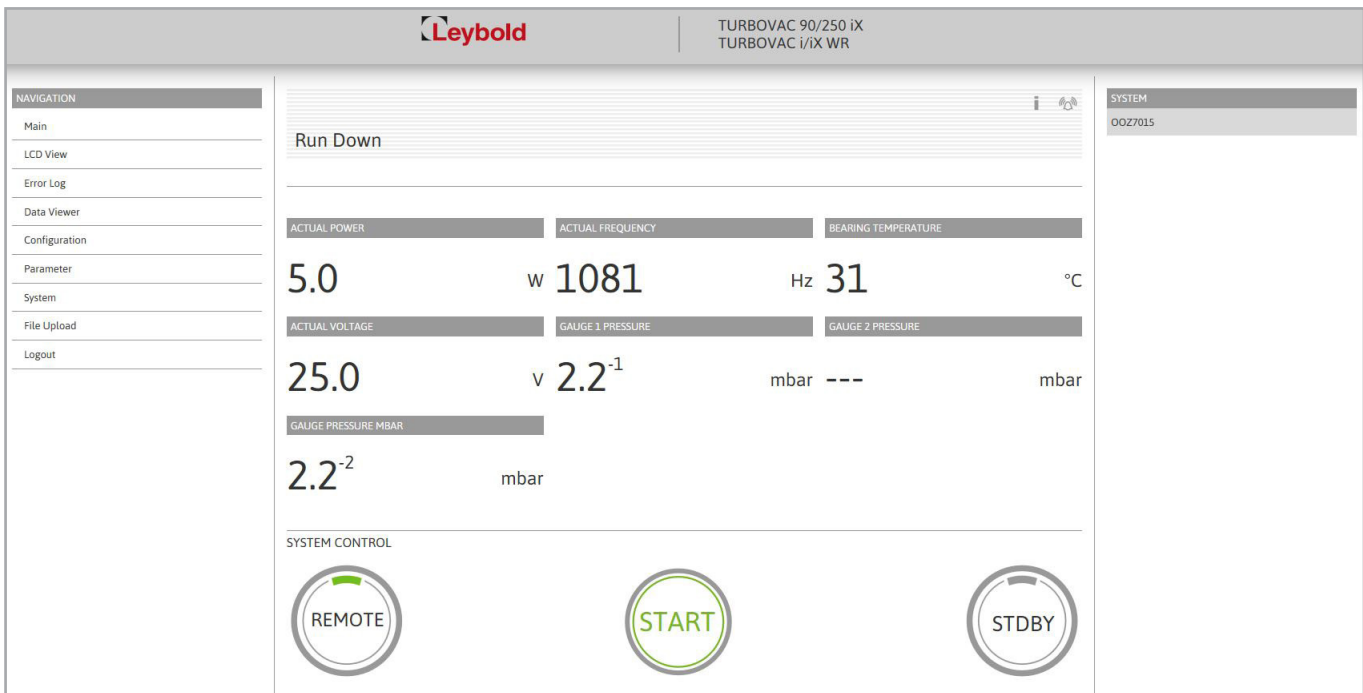 Leybold
TURBOVAC 90/250 iX
TURBOVAC i/iX WR
NAVIGATION
Main
LCD View
Error Log
Data Viewer
Configuration
Parameter
System
File Upload
Logout
i
Run Down
ACTUAL POWER
5.0 W
ACTUAL FREQUENCY
1081 Hz
BEARING TEMPERATURE
31 °C
ACTUAL VOLTAGE
25.0 V
GAUGE 1 PRESSURE
2.2⁻¹ mbar
GAUGE 2 PRESSURE
--- mbar
GAUGE PRESSURE MBAR
2.2⁻² mbar
SYSTEM CONTROL
REMOTE
START
STDBY
SYSTEM
OOZ7015